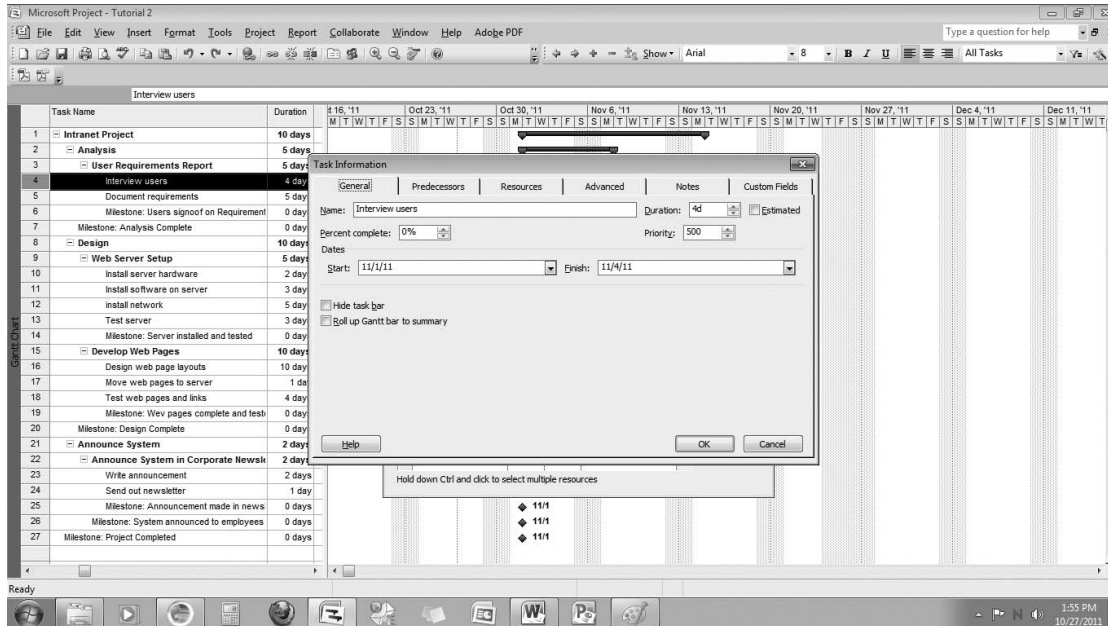 Microsoft Project - Tutorial 2
File Edit View Insert Format Tools Project Report Collaborate Window Help Adobe PDF Type a question for help
Show Arial 8 B I U All Tasks
Interview users
Task Name Duration t 16, '11 Oct 23, '11 Oct 30, '11 Nov 6, '11 Nov 13, '11 Nov 20, '11 Nov 27, '11 Dec 4, '11 Dec 11, '11
M T W T F S S M T W T F S S M T W T F S S M T W T F S S M T W T F S S M T W T F S S M T W T F S S M T W T F S S M T W T
1 Intranet Project 10 days
2 Analysis 5 days
3 User Requirements Report 5 days
4 Interview users 4 day
5 Document requirements 5 day
6 Milestone: Users signoof on Requirement 0 day
7 Milestone: Analysis Complete 0 day
8 Design 10 days
9 Web Server Setup 5 days
10 Install server hardware 2 day
11 Install software on server 3 day
12 install network 5 day
13 Test server 3 day
14 Milestone: Server installed and tested 0 day
15 Develop Web Pages 10 days
16 Design web page layouts 10 day
17 Move web pages to server 1 da
18 Test web pages and links 4 day
19 Milestone: Wev pages complete and test 0 day
20 Milestone: Design Complete 0 day
21 Announce System 2 days
22 Announce System in Corporate Newsle 2 days
23 Write announcement 2 days
24 Send out newsletter 1 day
25 Milestone: Announcement made in news 0 days 11/1
26 Milestone: System announced to employees 0 days 11/1
27 Milestone: Project Completed 0 days 11/1
Gantt Chart
Task Information
General Predecessors Resources Advanced Notes Custom Fields
Name: Interview users Duration: 4d Estimated
Percent complete: 0% Priority: 500
Dates
Start: 11/1/11 Finish: 11/4/11
Hide task bar
Roll up Gantt bar to summary
Help OK Cancel
Hold down Ctrl and click to select multiple resources
Ready
1:55 PM
10/27/2011